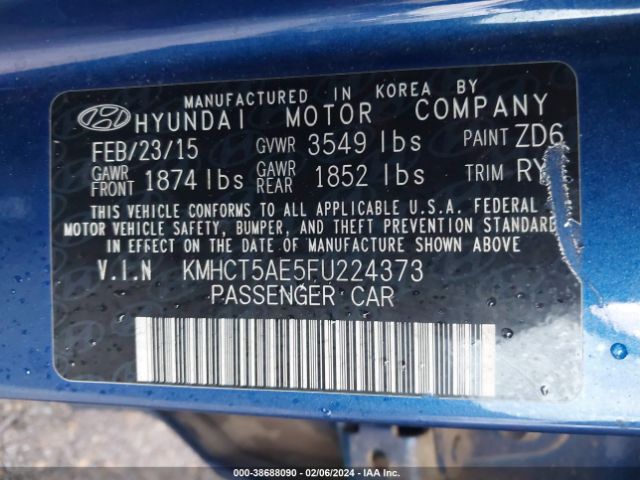 MANUFACTURED IN KOREA BY
HYUNDAI MOTOR COMPANY
FEB/23/15 GVWR 3549 lbs PAINT ZD6
GAWR FRONT 1874 lbs GAWR REAR 1852 lbs TRIM RY
THIS VEHICLE CONFORMS TO ALL APPLICABLE U.S.A. FEDERAL
MOTOR VEHICLE SAFETY, BUMPER, AND THEFT PREVENTION STANDARD
IN EFFECT ON THE DATE OF MANUFACTURE SHOWN ABOVE
V.I.N KMHCT5AE5FU224373
PASSENGER CAR
000-38688090 - 02/06/2024 - IAA Inc.